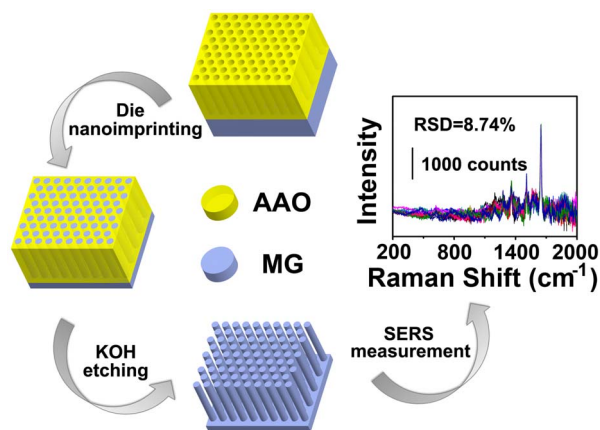 Die
nanoimprinting
AAO
MG
KOH
etching
SERS
measurement
RSD=8.74%
1000 counts
Intensity
200 800 1400 2000
Raman Shift (cm⁻¹)